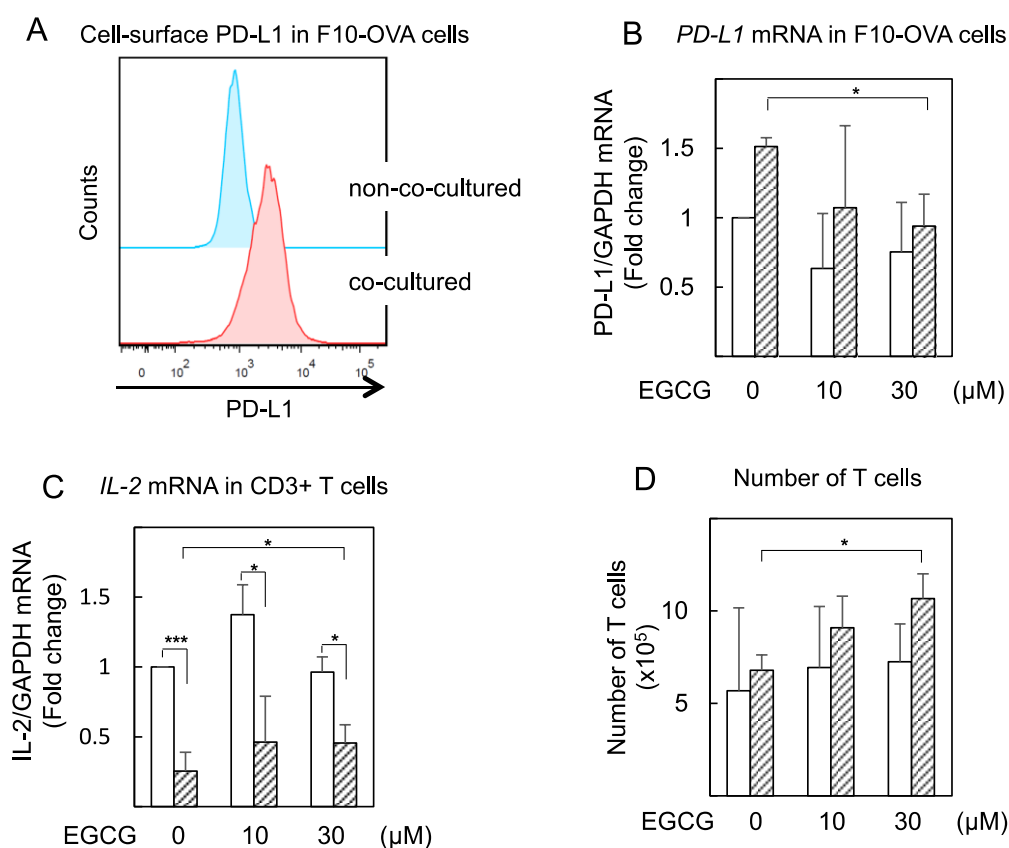 A Cell-surface PD-L1 in F10-OVA cells
Counts
non-co-cultured
co-cultured
0 10² 10³ 10⁴ 10⁵
PD-L1
B PD-L1 mRNA in F10-OVA cells
PD-L1/GAPDH mRNA
(Fold change)
*
1.5
1
0.5
EGCG 0 10 30 (μM)
C IL-2 mRNA in CD3+ T cells
IL-2/GAPDH mRNA
(Fold change)
*
*
1.5
*** *
1
0.5
EGCG 0 10 30 (μM)
D Number of T cells
Number of T cells
(x10⁵)
*
10
5
EGCG 0 10 30 (μM)